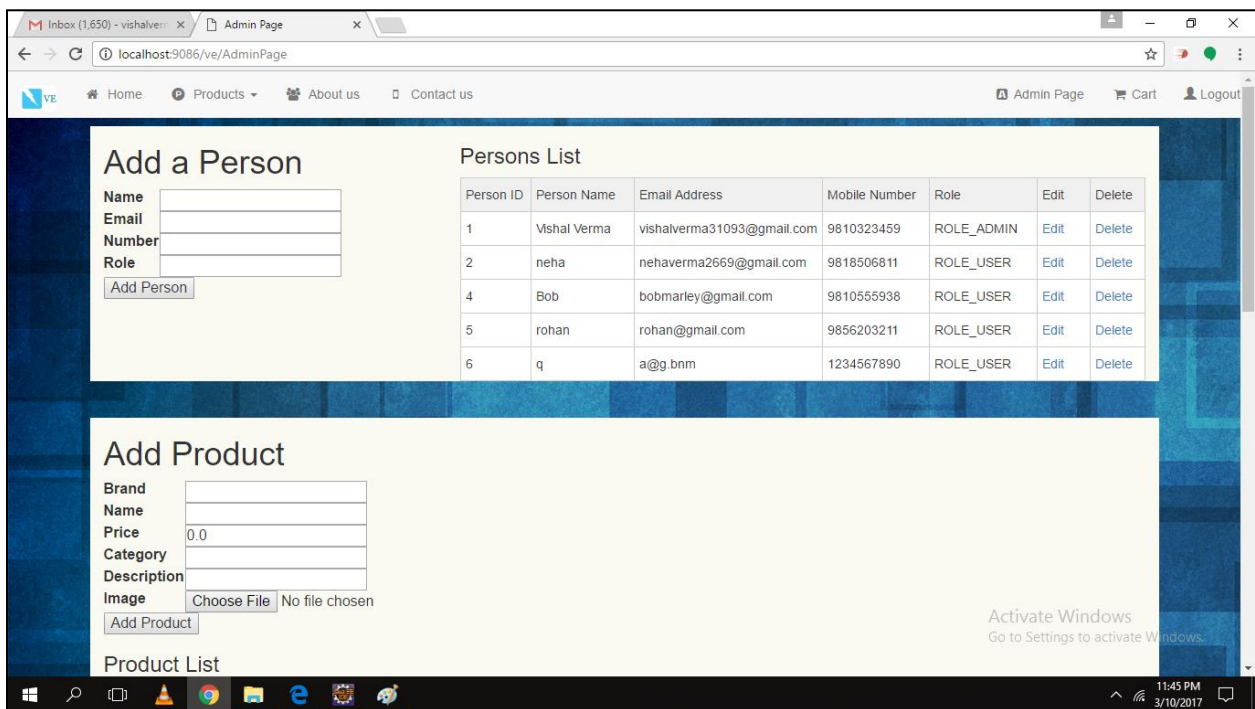 Inbox (1,650) - vishalverm
Admin Page
localhost:9086/ve/AdminPage
VE Home Products About us Contact us Admin Page Cart Logout
Add a Person
Name
Email
Number
Role
Add Person
Persons List
Person ID Person Name Email Address Mobile Number Role Edit Delete
1 Vishal Verma vishalverma31093@gmail.com 9810323459 ROLE_ADMIN Edit Delete
2 neha nehaverma2669@gmail.com 9818506811 ROLE_USER Edit Delete
4 Bob bobmarley@gmail.com 9810555938 ROLE_USER Edit Delete
5 rohan rohan@gmail.com 9856203211 ROLE_USER Edit Delete
6 q a@g.bnm 1234567890 ROLE_USER Edit Delete
Add Product
Brand
Name
Price 0.0
Category
Description
Image Choose File No file chosen
Add Product
Product List
Activate Windows
Go to Settings to activate Windows.
11:45 PM
3/10/2017